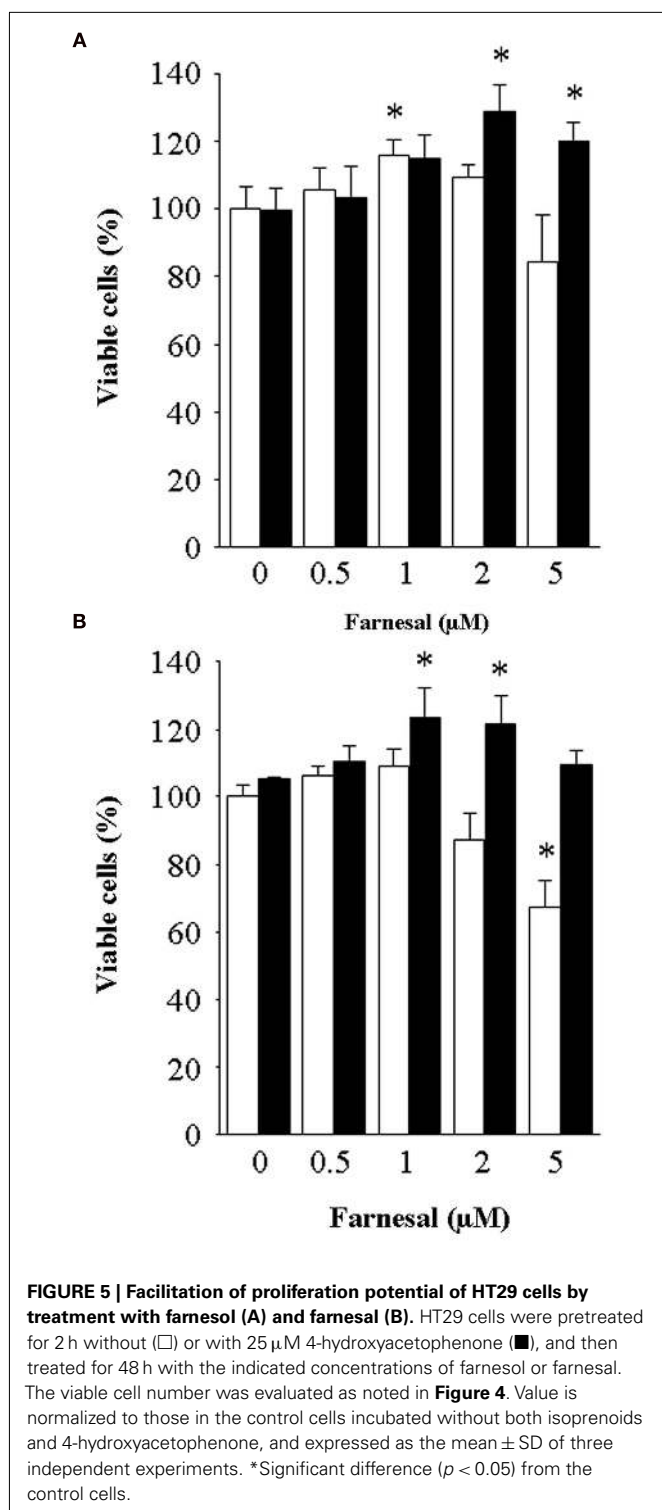 A
140
120
100
80
60
40
20
0
Viable cells (%)
*
*
*
0 0.5 1 2 5
Farnesal (μM)
B
140
120
100
80
60
40
20
0
Viable cells (%)
*
*
*
0 0.5 1 2 5
Farnesal (μM)
FIGURE 5 | Facilitation of proliferation potential of HT29 cells by
treatment with farnesol (A) and farnesal (B). HT29 cells were pretreated
for 2 h without (□) or with 25 μM 4-hydroxyacetophenone (■), and then
treated for 48 h with the indicated concentrations of farnesol or farnesal.
The viable cell number was evaluated as noted in Figure 4. Value is
normalized to those in the control cells incubated without both isoprenoids
and 4-hydroxyacetophenone, and expressed as the mean ± SD of three
independent experiments. *Significant difference (p < 0.05) from the
control cells.